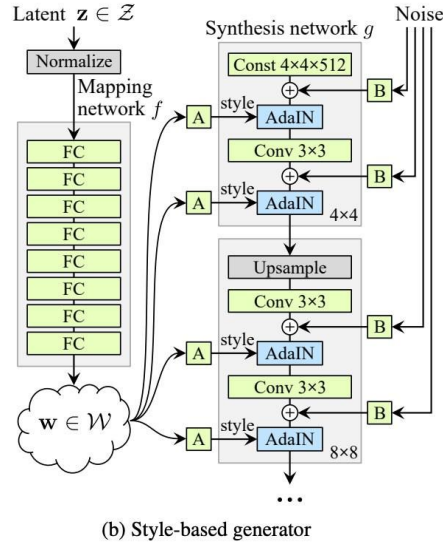 Latent z ∈ Z
Normalize
Mapping
network f
FC
FC
FC
FC
FC
FC
FC
FC
w ∈ W
Synthesis network g
Noise
Const 4×4×512
B
A
style
AdaIN
Conv 3×3
B
A
style
AdaIN
4×4
Upsample
Conv 3×3
B
A
style
AdaIN
Conv 3×3
B
A
style
AdaIN
8×8
...
(b) Style-based generator